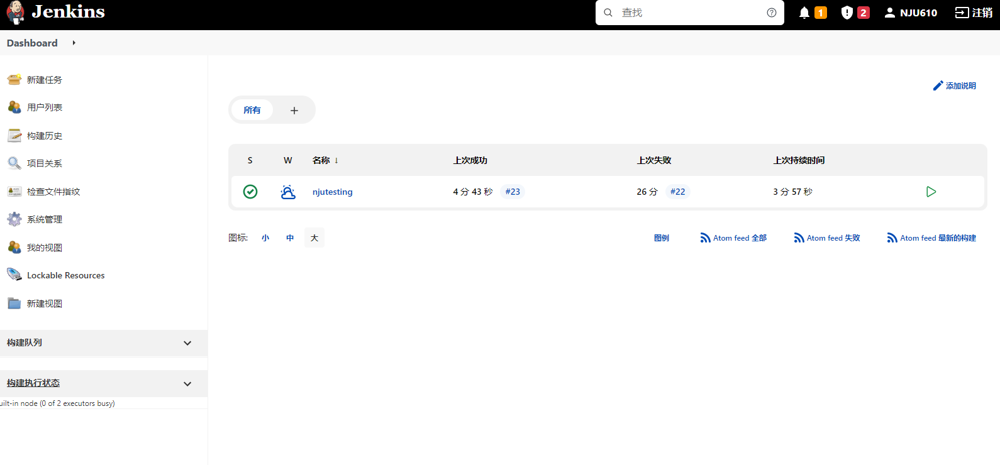 Jenkins
查找
1
2
NJU610
注销
Dashboard
新建任务
用户列表
构建历史
项目关系
检查文件指纹
系统管理
我的视图
Lockable Resources
新建视图
构建队列
构建执行状态
uilt-in node (0 of 2 executors busy)
添加说明
所有 +
S W 名称 ↓ 上次成功 上次失败 上次持续时间
njutesting 4 分 43 秒 #23 26 分 #22 3 分 57 秒
图标: 小 中 大
图例 Atom feed 全部 Atom feed 失败 Atom feed 最新的构建